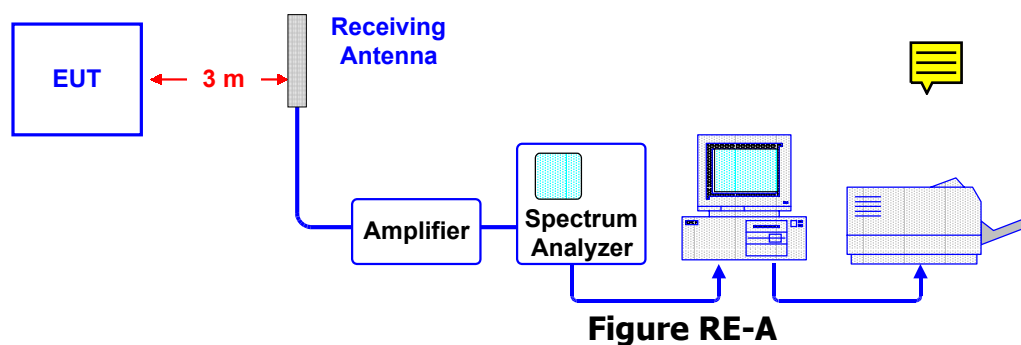 Receiving
Antenna
EUT
3 m
Amplifier
Spectrum
Analyzer
Figure RE-A